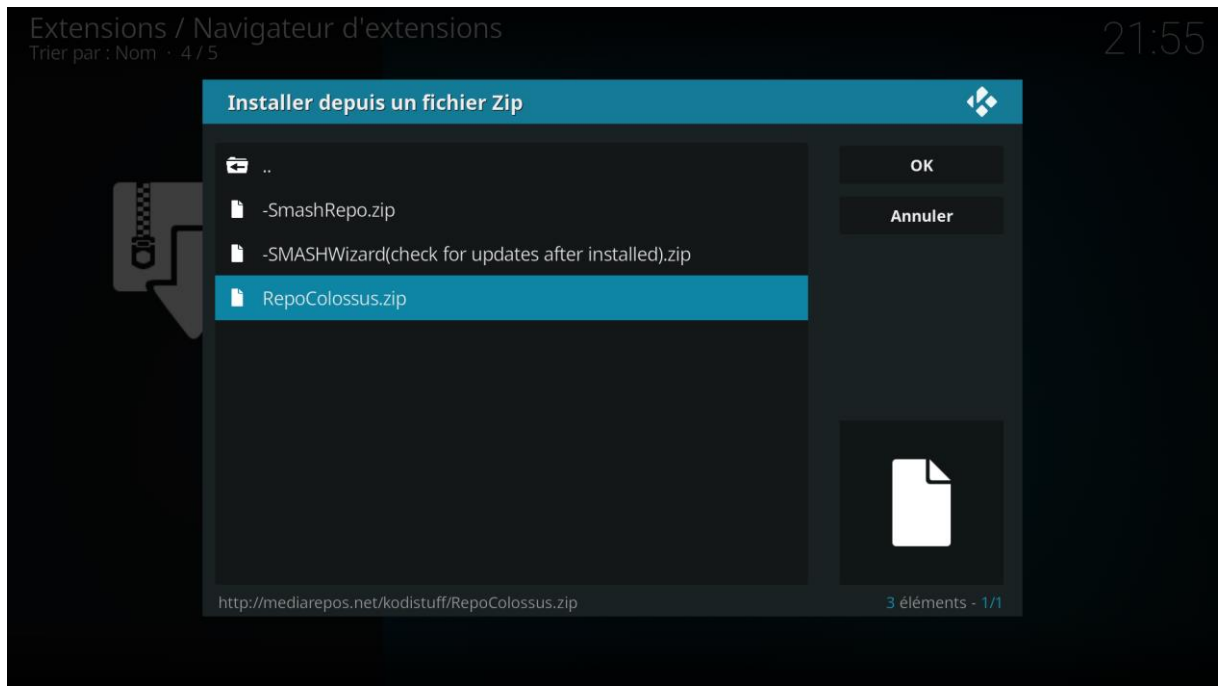 Extensions / Navigateur d'extensions
Trier par : Nom · 4 / 5
21:55
Installer depuis un fichier Zip
..
-SmashRepo.zip
-SMASHWizard(check for updates after installed).zip
RepoColossus.zip
OK
Annuler
http://mediarepos.net/kodistuff/RepoColossus.zip
3 éléments - 1/1